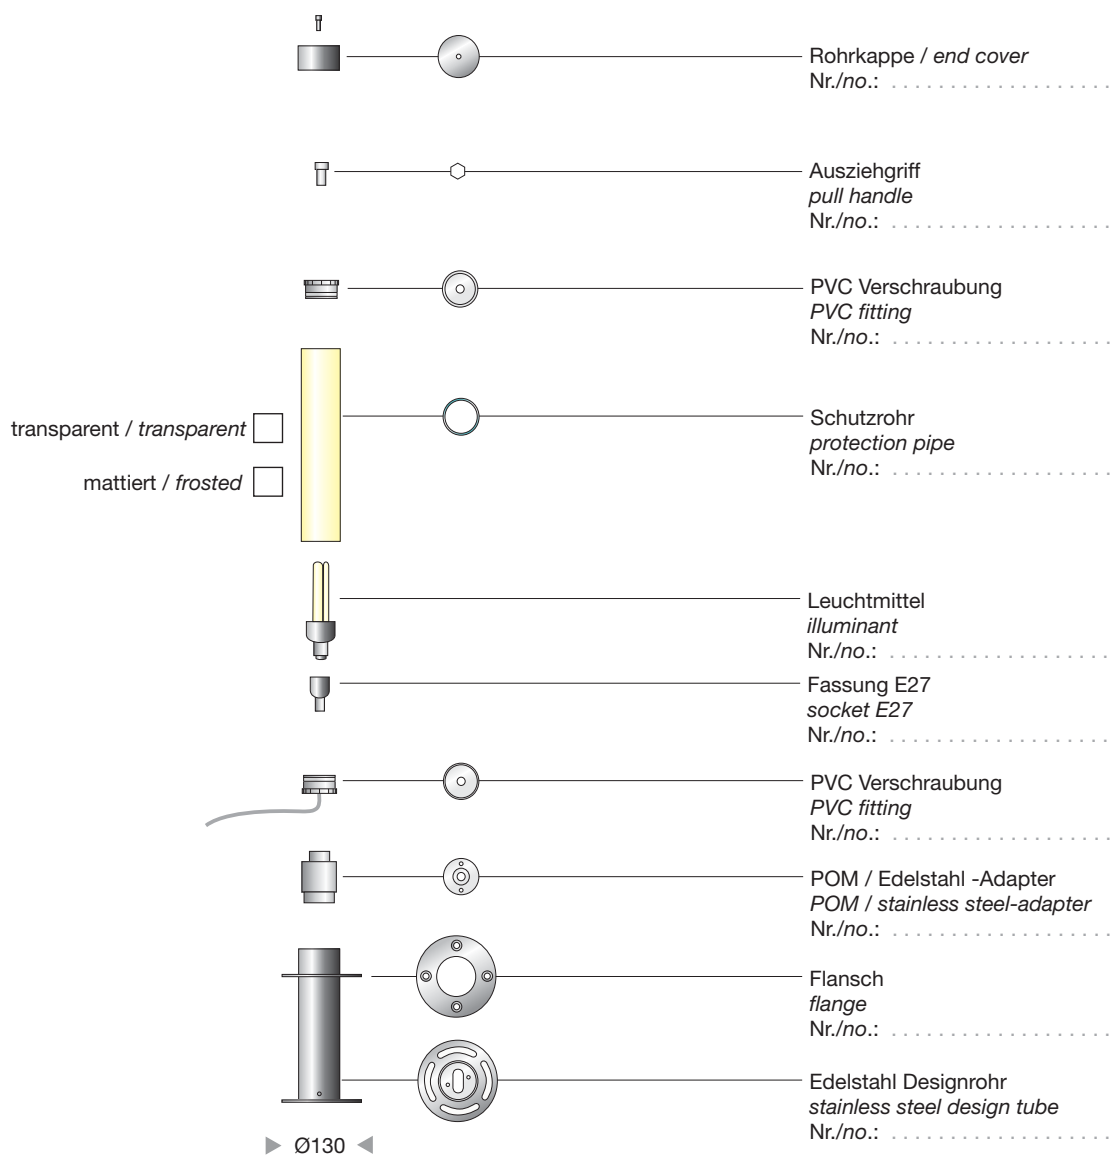 Rohrkappe / end cover
Nr./no.: . . . . . . . . . . . . . . . . . . .
Ausziehgriff
pull handle
Nr./no.: . . . . . . . . . . . . . . . . . . .
PVC Verschraubung
PVC fitting
Nr./no.: . . . . . . . . . . . . . . . . . . .
transparent / transparent
mattiert / frosted
Schutzrohr
protection pipe
Nr./no.: . . . . . . . . . . . . . . . . . . .
Leuchtmittel
illuminant
Nr./no.: . . . . . . . . . . . . . . . . . . .
Fassung E27
socket E27
Nr./no.: . . . . . . . . . . . . . . . . . . .
PVC Verschraubung
PVC fitting
Nr./no.: . . . . . . . . . . . . . . . . . . .
POM / Edelstahl -Adapter
POM / stainless steel-adapter
Nr./no.: . . . . . . . . . . . . . . . . . . .
Flansch
flange
Nr./no.: . . . . . . . . . . . . . . . . . . .
Edelstahl Designrohr
stainless steel design tube
Nr./no.: . . . . . . . . . . . . . . . . . . .
Ø130